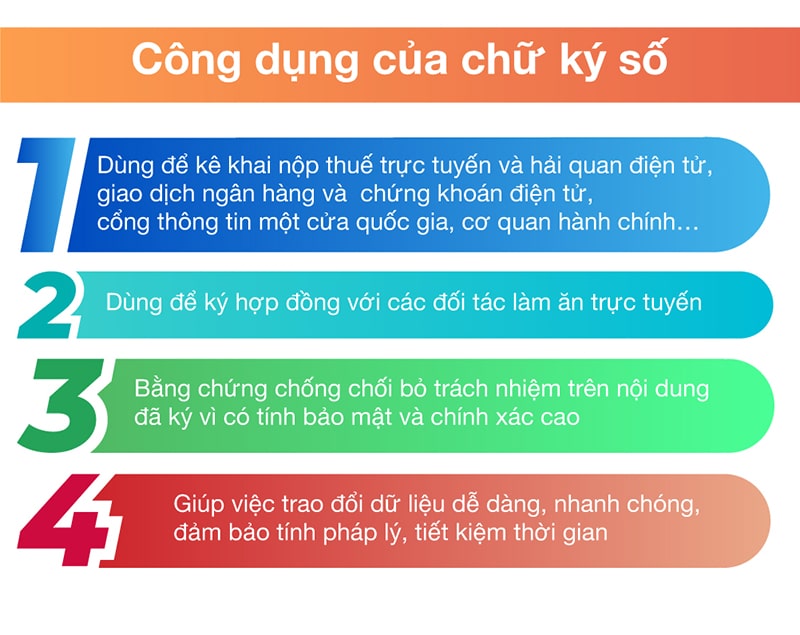 Công dụng của chữ ký số
1
Dùng để kê khai nộp thuế trực tuyến và hải quan điện tử,
giao dịch ngân hàng và  chứng khoán điện tử,
cổng thông tin một cửa quốc gia, cơ quan hành chính...
2
Dùng để ký hợp đồng với các đối tác làm ăn trực tuyến
3
Bằng chứng chống chối bỏ trách nhiệm trên nội dung
đã ký vì có tính bảo mật và chính xác cao
4
Giúp việc trao đổi dữ liệu dễ dàng, nhanh chóng,
đảm bảo tính pháp lý, tiết kiệm thời gian